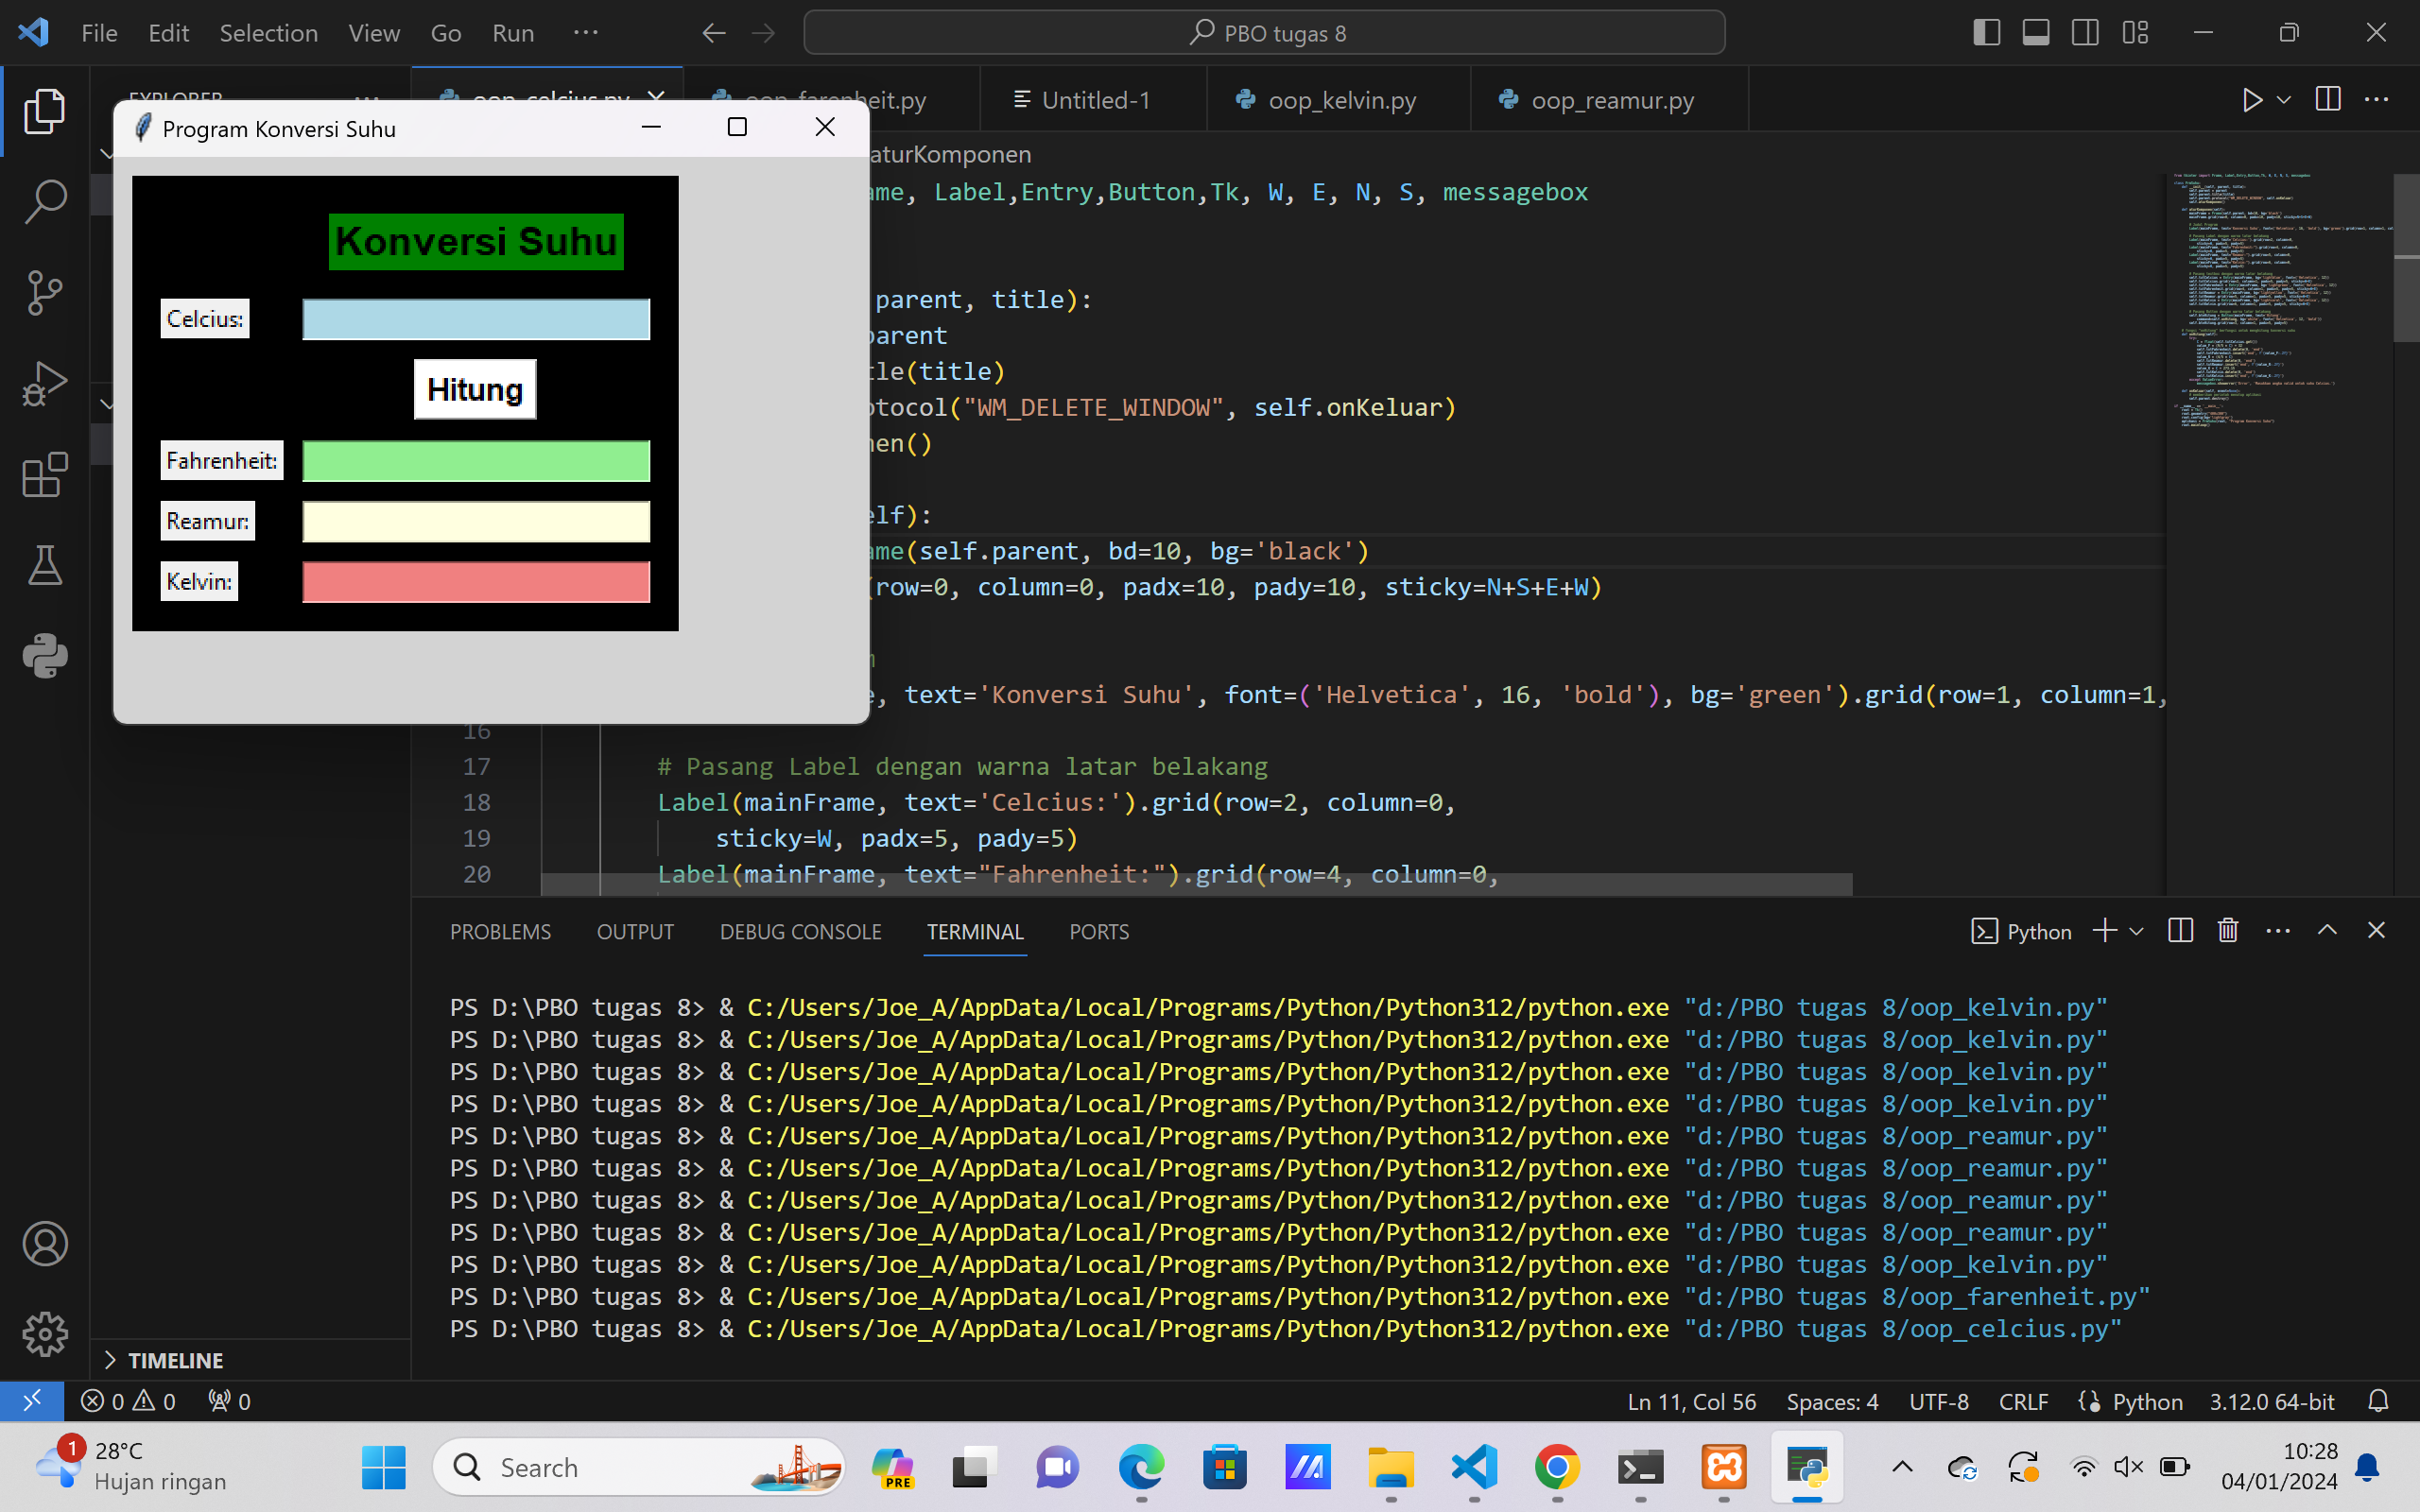 File Edit Selection View Go Run ···
PBO tugas 8
EXPLORER
oop_celcius.py
oop_farenheit.py
Untitled-1
oop_kelvin.py
oop_reamur.py
Program Konversi Suhu
Konversi Suhu
Celcius:
Hitung
Fahrenheit:
Reamur:
Kelvin:
aturKomponen
me, Label,Entry,Button,Tk, W, E, N, S, messagebox
parent, title):
parent
tle(title)
otocol("WM_DELETE_WINDOW", self.onKeluar)
nen()
elf):
ame(self.parent, bd=10, bg='black')
(row=0, column=0, padx=10, pady=10, sticky=N+S+E+W)
e, text='Konversi Suhu', font=('Helvetica', 16, 'bold'), bg='green').grid(row=1, column=1,
16
17 # Pasang Label dengan warna latar belakang
18 Label(mainFrame, text='Celcius:').grid(row=2, column=0,
19 sticky=W, padx=5, pady=5)
20 Label(mainFrame, text="Fahrenheit:").grid(row=4, column=0,
PROBLEMS OUTPUT DEBUG CONSOLE TERMINAL PORTS
Python
PS D:\PBO tugas 8> & C:/Users/Joe_A/AppData/Local/Programs/Python/Python312/python.exe "d:/PBO tugas 8/oop_kelvin.py"
PS D:\PBO tugas 8> & C:/Users/Joe_A/AppData/Local/Programs/Python/Python312/python.exe "d:/PBO tugas 8/oop_kelvin.py"
PS D:\PBO tugas 8> & C:/Users/Joe_A/AppData/Local/Programs/Python/Python312/python.exe "d:/PBO tugas 8/oop_kelvin.py"
PS D:\PBO tugas 8> & C:/Users/Joe_A/AppData/Local/Programs/Python/Python312/python.exe "d:/PBO tugas 8/oop_kelvin.py"
PS D:\PBO tugas 8> & C:/Users/Joe_A/AppData/Local/Programs/Python/Python312/python.exe "d:/PBO tugas 8/oop_reamur.py"
PS D:\PBO tugas 8> & C:/Users/Joe_A/AppData/Local/Programs/Python/Python312/python.exe "d:/PBO tugas 8/oop_reamur.py"
PS D:\PBO tugas 8> & C:/Users/Joe_A/AppData/Local/Programs/Python/Python312/python.exe "d:/PBO tugas 8/oop_reamur.py"
PS D:\PBO tugas 8> & C:/Users/Joe_A/AppData/Local/Programs/Python/Python312/python.exe "d:/PBO tugas 8/oop_reamur.py"
PS D:\PBO tugas 8> & C:/Users/Joe_A/AppData/Local/Programs/Python/Python312/python.exe "d:/PBO tugas 8/oop_kelvin.py"
PS D:\PBO tugas 8> & C:/Users/Joe_A/AppData/Local/Programs/Python/Python312/python.exe "d:/PBO tugas 8/oop_farenheit.py"
PS D:\PBO tugas 8> & C:/Users/Joe_A/AppData/Local/Programs/Python/Python312/python.exe "d:/PBO tugas 8/oop_celcius.py"
TIMELINE
0 0 0
Ln 11, Col 56 Spaces: 4 UTF-8 CRLF Python 3.12.0 64-bit
1
28°C
Hujan ringan
Search
PRE
10:28
04/01/2024